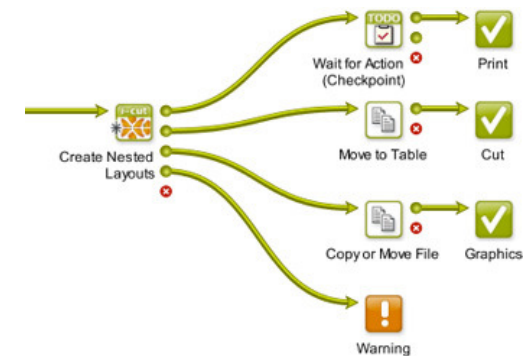 TODO
Wait for Action
(Checkpoint)
Print
i-cut
Create Nested
Layouts
Move to Table
Cut
Copy or Move File
Graphics
Warning